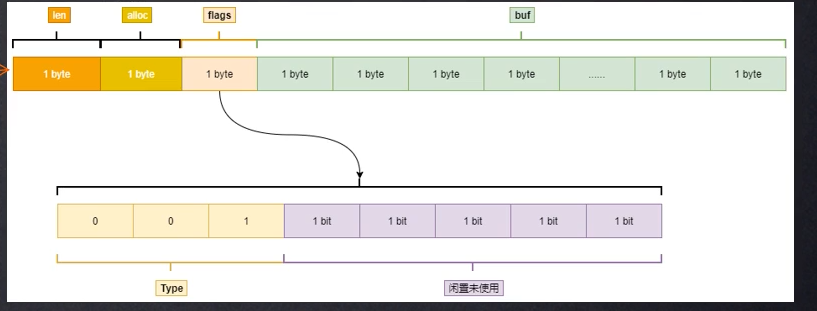 len alloc flags buf
1 byte 1 byte 1 byte 1 byte 1 byte 1 byte 1 byte ...... 1 byte 1 byte
0 0 1 1 bit 1 bit 1 bit 1 bit 1 bit
Type 闲置未使用